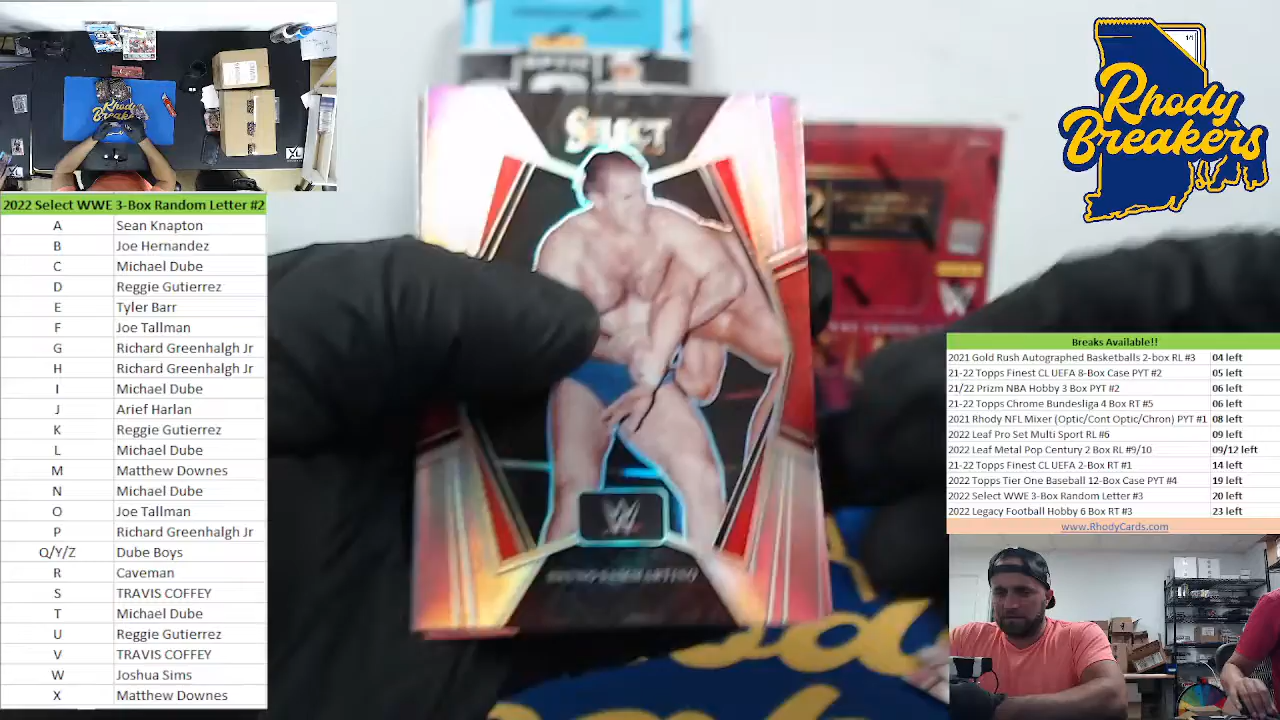 2022 Select WWE 3-Box Random Letter #2
A Sean Knapton
B Joe Hernandez
C Michael Dube
D Reggie Gutierrez
E Tyler Barr
F Joe Tallman
G Richard Greenhalgh Jr
H Richard Greenhalgh Jr
I Michael Dube
J Arief Harlan
K Reggie Gutierrez
L Michael Dube
M Matthew Downes
N Michael Dube
O Joe Tallman
P Richard Greenhalgh Jr
Q/Y/Z Dube Boys
R Caveman
S TRAVIS COFFEY
T Michael Dube
U Reggie Gutierrez
V TRAVIS COFFEY
W Joshua Sims
X Matthew Downes
SELECT
W
BRUNO SAMMARTINO
Rhody
Breakers
Breaks Available!!
2021 Gold Rush Autographed Basketballs 2-box RL #3 04 left
21-22 Topps Finest CL UEFA 8-Box Case PYT #2 05 left
21/22 Prizm NBA Hobby 3 Box PYT #2 06 left
21-22 Topps Chrome Bundesliga 4 Box RT #5 06 left
2021 Rhody NFL Mixer (Optic/Cont Optic/Chron) PYT #1 08 left
2022 Leaf Pro Set Multi Sport RL #6 09 left
2022 Leaf Metal Pop Century 2 Box RL #9/10 09/12 left
21-22 Topps Finest CL UEFA 2-Box RT #1 14 left
2022 Topps Tier One Baseball 12-Box Case PYT #4 19 left
2022 Select WWE 3-Box Random Letter #3 20 left
2022 Legacy Football Hobby 6 Box RT #3 23 left
www.RhodyCards.com